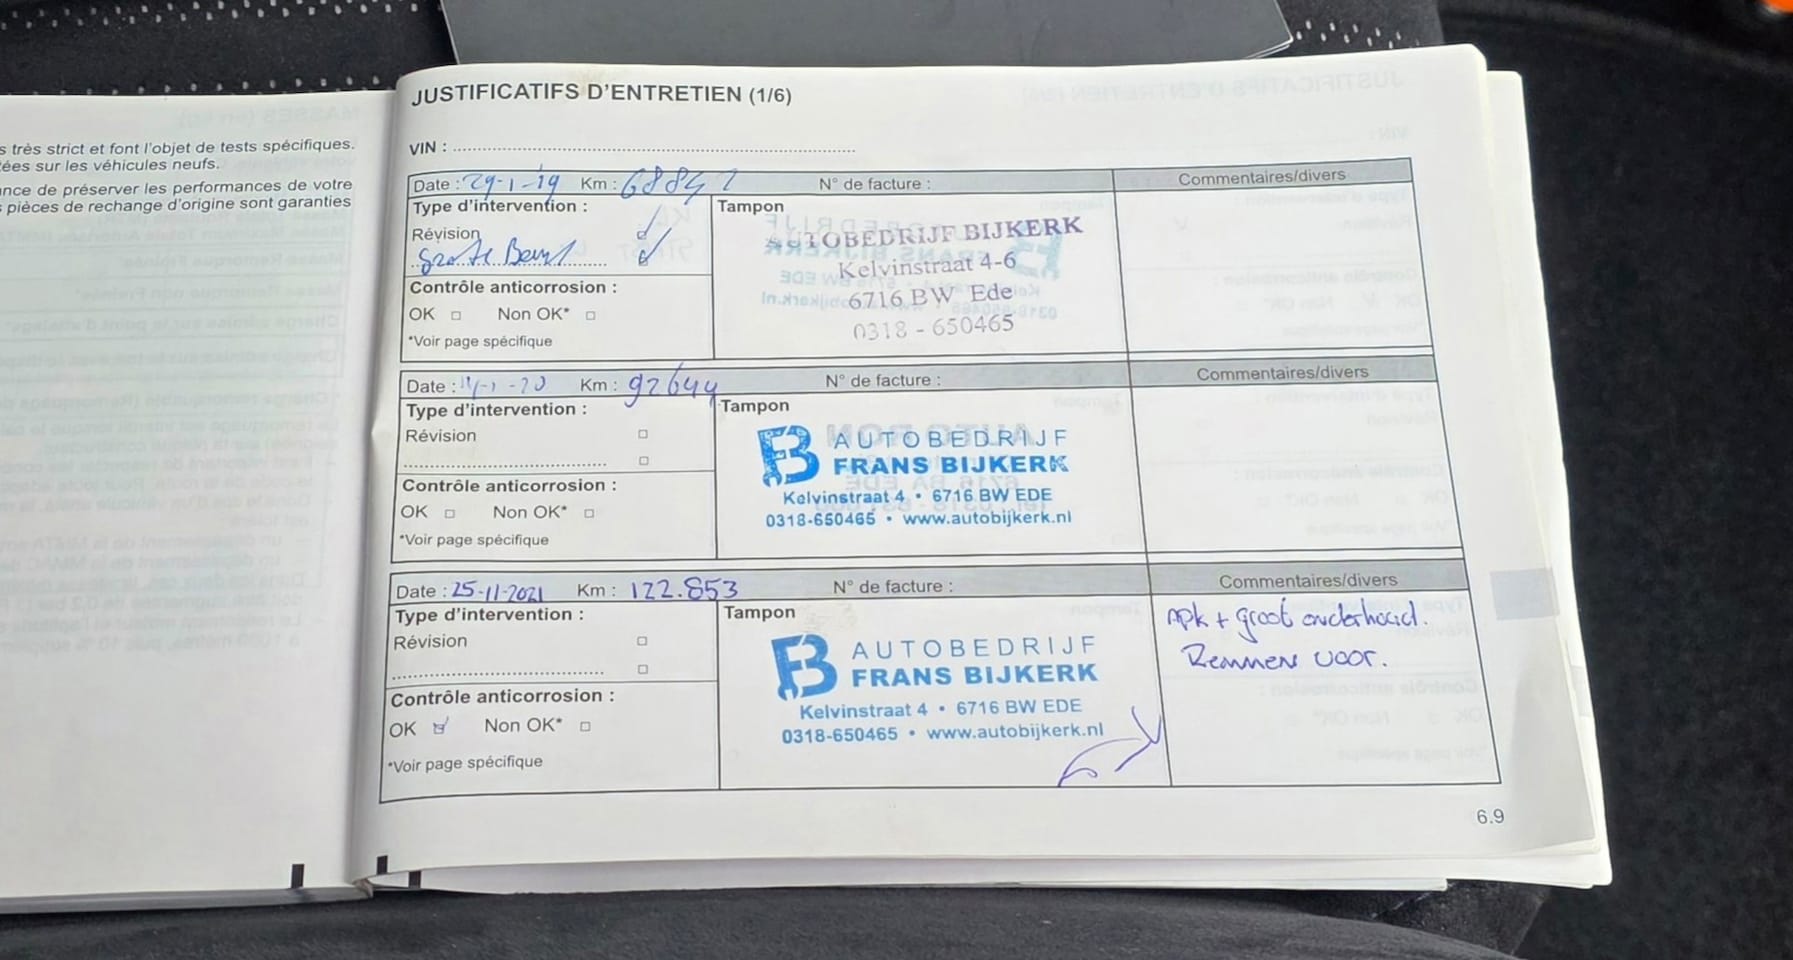 s très strict et font l'objet de tests spécifiques.
ées sur les véhicules neufs.
nce de préserver les performances de votre
s pièces de rechange d'origine sont garanties
JUSTIFICATIFS D'ENTRETIEN (1/6)
VIN :
Date : 29-1-19 Km : 68842 N° de facture : Commentaires/divers
Type d'intervention :
Révision
Grote Beurt
Contrôle anticorrosion :
OK Non OK*
*Voir page spécifique
Tampon
AUTOBEDRIJF BIJKERK
Kelvinstraat 4-6
6716 BW Ede
0318 - 650465
Date : -20 Km : 92644 N° de facture : Commentaires/divers
Type d'intervention :
Révision
Contrôle anticorrosion :
OK Non OK*
*Voir page spécifique
Tampon
FB AUTOBEDRIJF
FRANS BIJKERK
Kelvinstraat 4 • 6716 BW EDE
0318-650465 • www.autobijkerk.nl
Date : 25-11-2021 Km : 122.853 N° de facture : Commentaires/divers
Type d'intervention :
Révision
Contrôle anticorrosion :
OK Non OK*
*Voir page spécifique
Tampon
FB AUTOBEDRIJF
FRANS BIJKERK
Kelvinstraat 4 • 6716 BW EDE
0318-650465 • www.autobijkerk.nl
Apk + groot onderhoud.
Remmen voor.
6.9